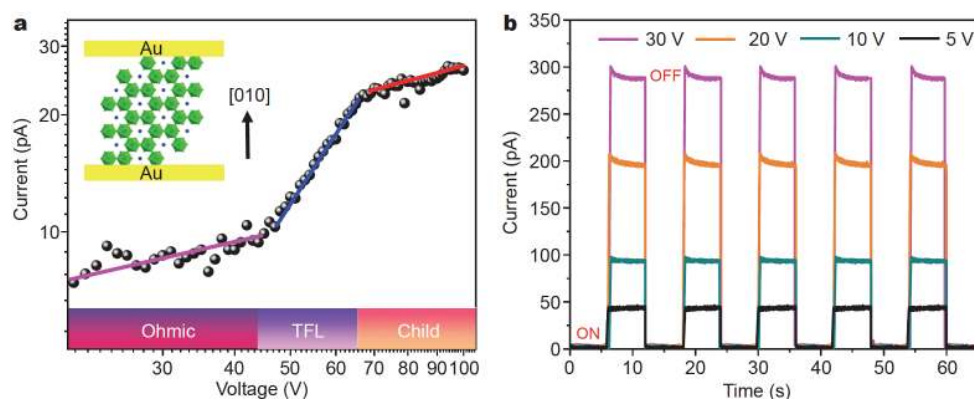 a
Au
[010]
Au
Current (pA)
30
20
10
Ohmic
TFL
Child
30
40
50
60
70
80
90
100
Voltage (V)
b
30 V
20 V
10 V
5 V
OFF
ON
Current (pA)
350
300
250
200
150
100
50
0
0
10
20
30
40
50
60
Time (s)